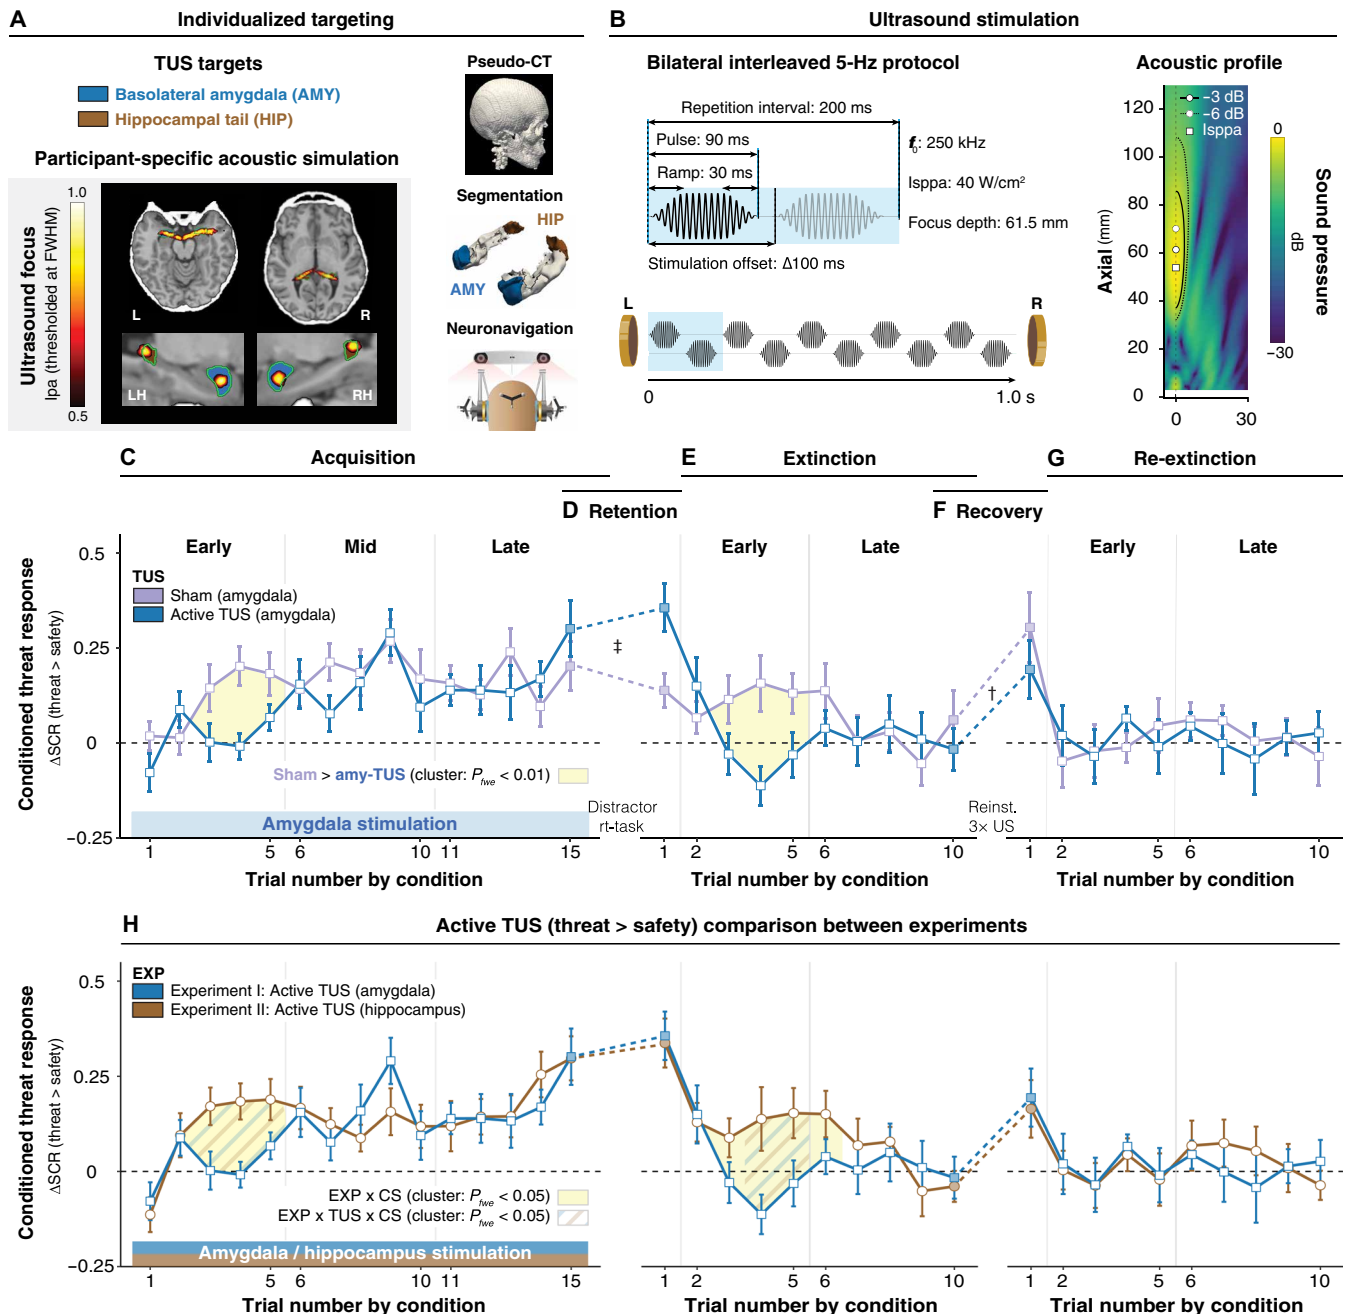 A
Individualized targeting
TUS targets
Basolateral amygdala (AMY)
Hippocampal tail (HIP)
Participant-specific acoustic simulation
Ultrasound focus
Ipa (thresholded at FWHM)
1.0
0.5
L
R
LH
RH
Pseudo-CT
Segmentation
HIP
AMY
Neuronavigation
B
Ultrasound stimulation
Bilateral interleaved 5-Hz protocol
Repetition interval: 200 ms
Pulse: 90 ms
Ramp: 30 ms
Stimulation offset: Δ100 ms
f0: 250 kHz
Isppa: 40 W/cm²
Focus depth: 61.5 mm
L
R
0
1.0 s
Acoustic profile
−3 dB
−6 dB
Isppa
Axial (mm)
120
100
80
60
40
20
0
0
30
0
−30
dB
Sound pressure
C
Acquisition
D
Retention
E
Extinction
F
Recovery
G
Re-extinction
Early
Mid
Late
Early
Late
Early
Late
Conditioned threat response
ΔSCR (threat > safety)
0.5
0.25
0
−0.25
TUS
Sham (amygdala)
Active TUS (amygdala)
‡
†
Sham > amy-TUS (cluster: Pfwe < 0.01)
Amygdala stimulation
Distractor
rt-task
Reinst.
3× US
1
5
6
10
11
15
1
2
5
6
10
1
2
5
6
10
Trial number by condition
Trial number by condition
Trial number by condition
H
Active TUS (threat > safety) comparison between experiments
Conditioned threat response
ΔSCR (threat > safety)
0.5
0.25
0
−0.25
EXP
Experiment I: Active TUS (amygdala)
Experiment II: Active TUS (hippocampus)
EXP x CS (cluster: Pfwe < 0.05)
EXP x TUS x CS (cluster: Pfwe < 0.05)
Amygdala / hippocampus stimulation
1
5
6
10
11
15
1
2
5
6
10
1
2
5
6
10
Trial number by condition
Trial number by condition
Trial number by condition